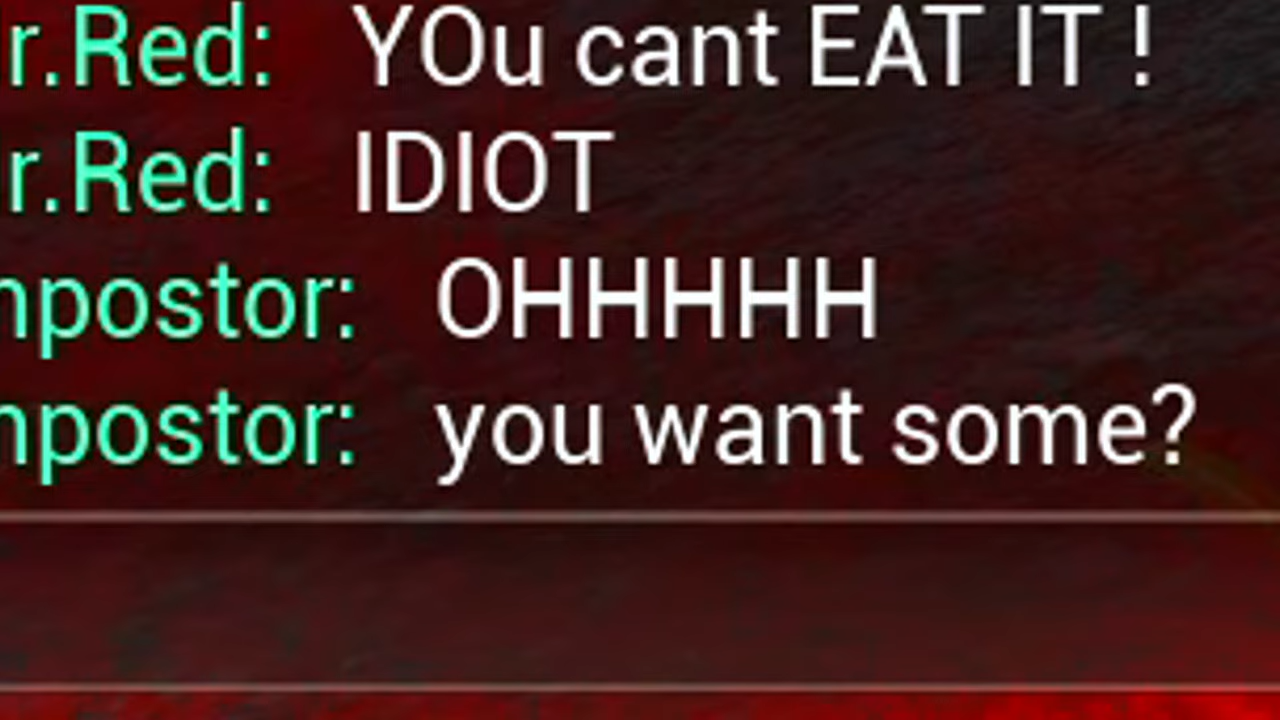 r.Red: YOu cant EAT IT !
r.Red: IDIOT
npostor: OHHHHH
npostor: you want some?